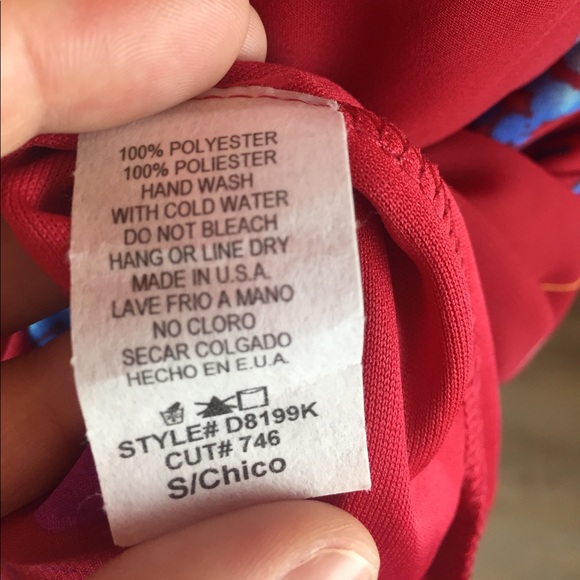 100% POLYESTER
100% POLIESTER
HAND WASH
WITH COLD WATER
DO NOT BLEACH
HANG OR LINE DRY
MADE IN U.S.A.
LAVE FRIO A MANO
NO CLORO
SECAR COLGADO
HECHO EN E.U.A.
STYLE# D8199K
CUT# 746
S/Chico